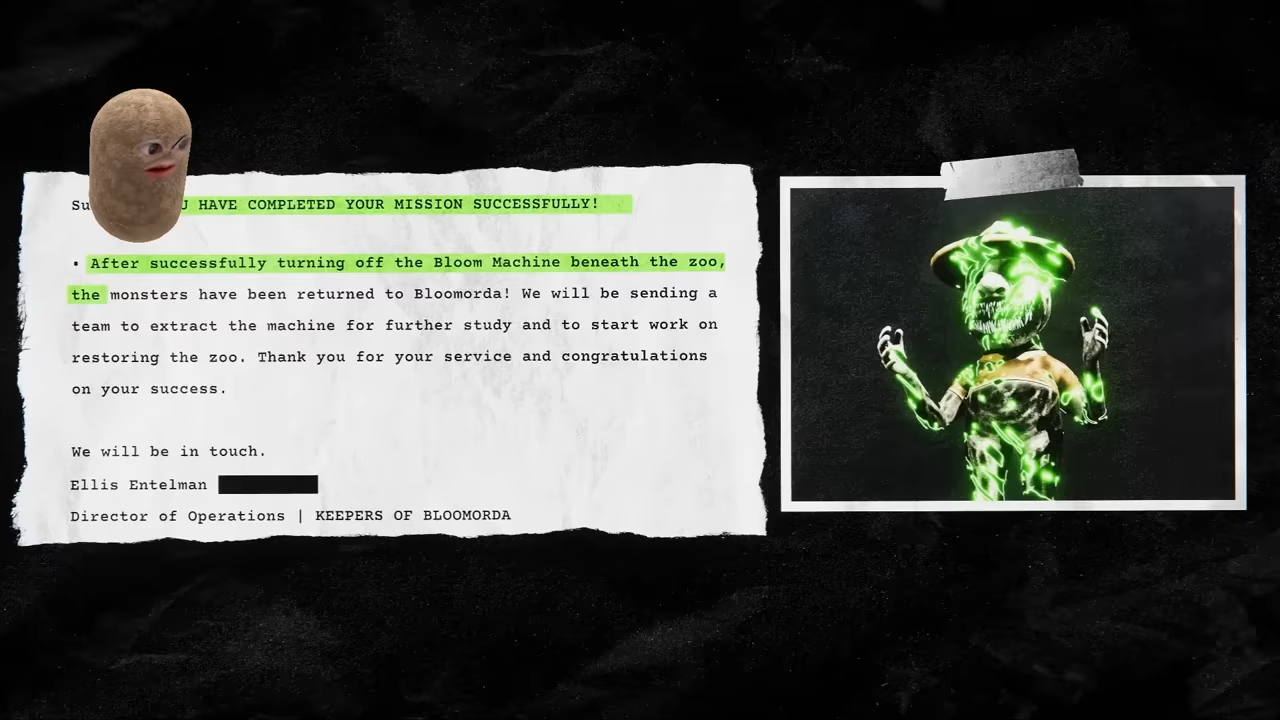 HAVE COMPLETED YOUR MISSION SUCCESSFULLY!
• After successfully turning off the Bloom Machine beneath the zoo,
the monsters have been returned to Bloomorda! We will be sending a
team to extract the machine for further study and to start work on
restoring the zoo. Thank you for your service and congratulations
on your success.
We will be in touch.
Ellis Entelman
Director of Operations | KEEPERS OF BLOOMORDA